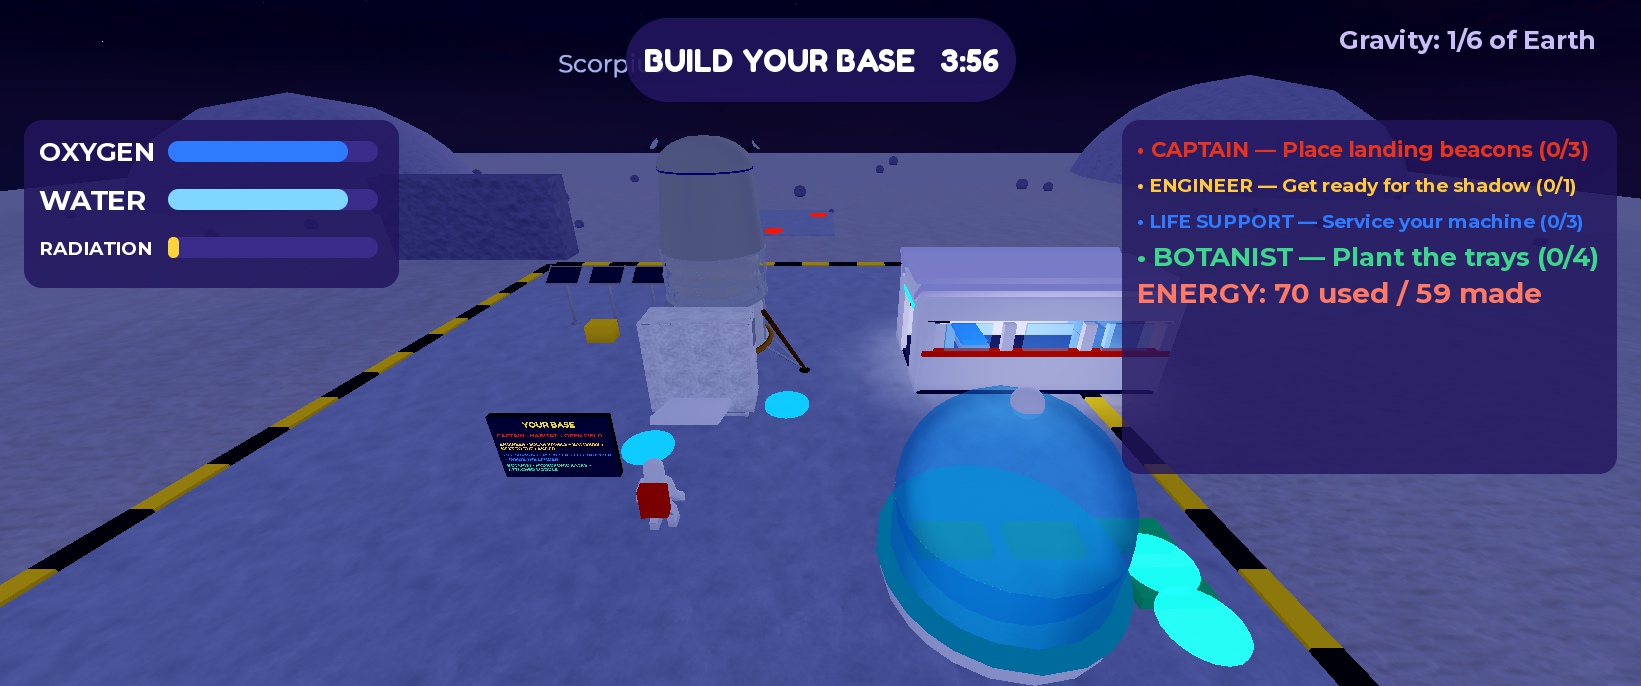 Gravity: 1/6 of Earth
Scorpi
BUILD YOUR BASE 3:56
OXYGEN
WATER
RADIATION
• CAPTAIN — Place landing beacons (0/3)
• ENGINEER — Get ready for the shadow (0/1)
• LIFE SUPPORT — Service your machine (0/3)
• BOTANIST — Plant the trays (0/4)
ENERGY: 70 used / 59 made
YOUR BASE